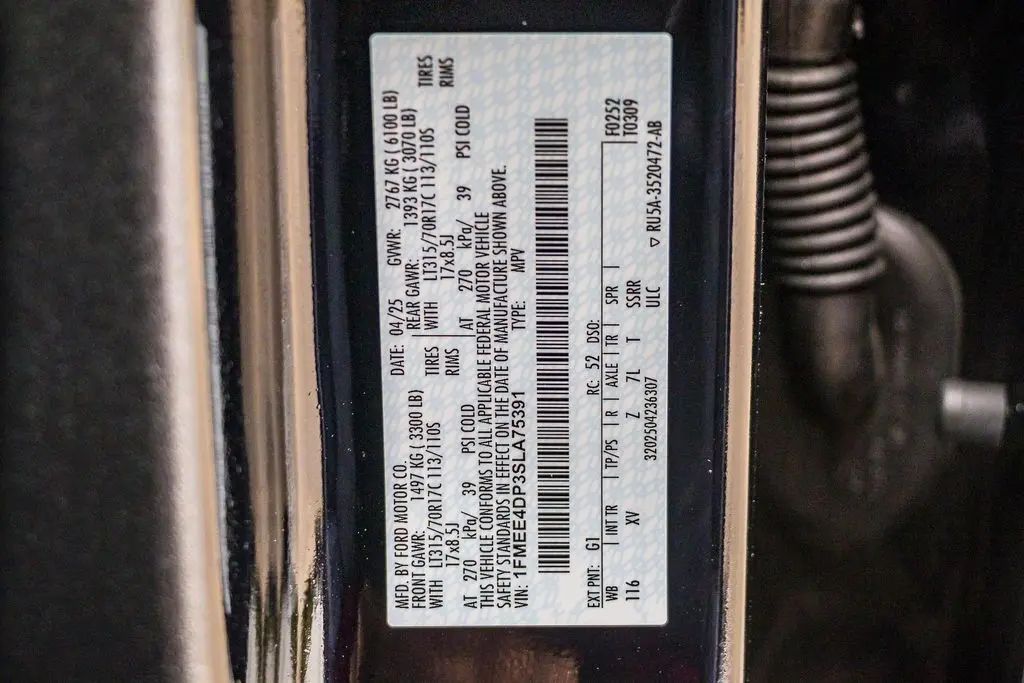 MFD. BY FORD MOTOR CO.
DATE: 04/25 GVWR: 2767 KG ( 6100 LB)
FRONT GAWR: 1497 KG ( 3300 LB)
REAR GAWR: 1393 KG ( 3070 LB)
WITH LT315/70R17C 113/110S TIRES
WITH LT315/70R17C 113/110S TIRES
17x8.5J RIMS
17x8.5J RIMS
AT 270 kPa/ 39 PSI COLD
AT 270 kPa/ 39 PSI COLD
THIS VEHICLE CONFORMS TO ALL APPLICABLE FEDERAL MOTOR VEHICLE
SAFETY STANDARDS IN EFFECT ON THE DATE OF MANUFACTURE SHOWN ABOVE.
VIN: 1FMEE4DP3SLA75391 TYPE: MPV
EXT PNT: G1 RC: 52 DSO: F0252
WB INT TR TP/PS R AXLE TR SPR T0309
116 XV Z 7L T SSRR
3202504236307 ULC ▽ RU5A-3520472-AB